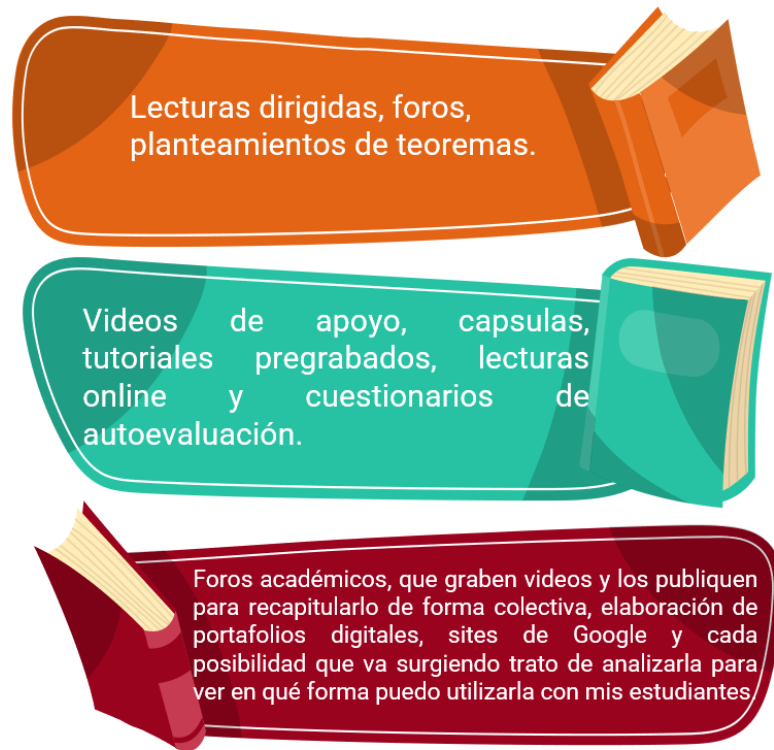 Lecturas dirigidas, foros,
planteamientos de teoremas.
Videos de apoyo, capsulas,
tutoriales pregrabados, lecturas
online y cuestionarios de
autoevaluación.
Foros académicos, que graben videos y los publiquen
para recapitularlo de forma colectiva, elaboración de
portafolios digitales, sites de Google y cada
posibilidad que va surgiendo trato de analizarla para
ver en qué forma puedo utilizarla con mis estudiantes